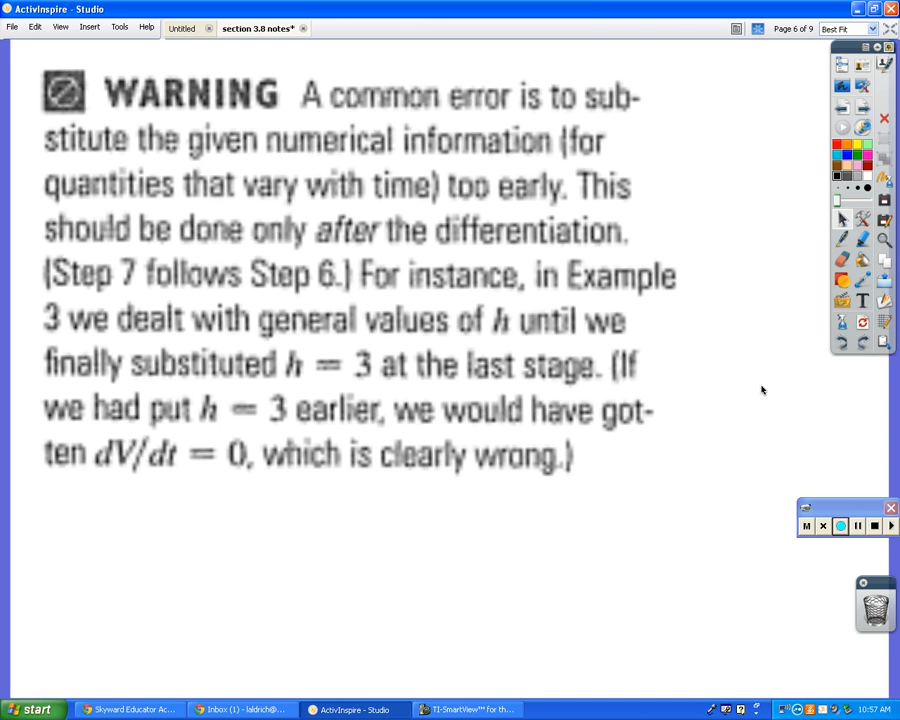 ActivInspire - Studio
File Edit View Insert Tools Help Untitled section 3.8 notes* Page 6 of 9 Best Fit
WARNING A common error is to sub-
stitute the given numerical information (for
quantities that vary with time) too early. This
should be done only after the differentiation.
(Step 7 follows Step 6.) For instance, in Example
3 we dealt with general values of h until we
finally substituted h = 3 at the last stage. (If
we had put h = 3 earlier, we would have got-
ten dV/dt = 0, which is clearly wrong.)
M
start Skyward Educator Ac... Inbox (1) - laldrich@... ActivInspire - Studio TI-SmartView™ for th... 10:57 AM